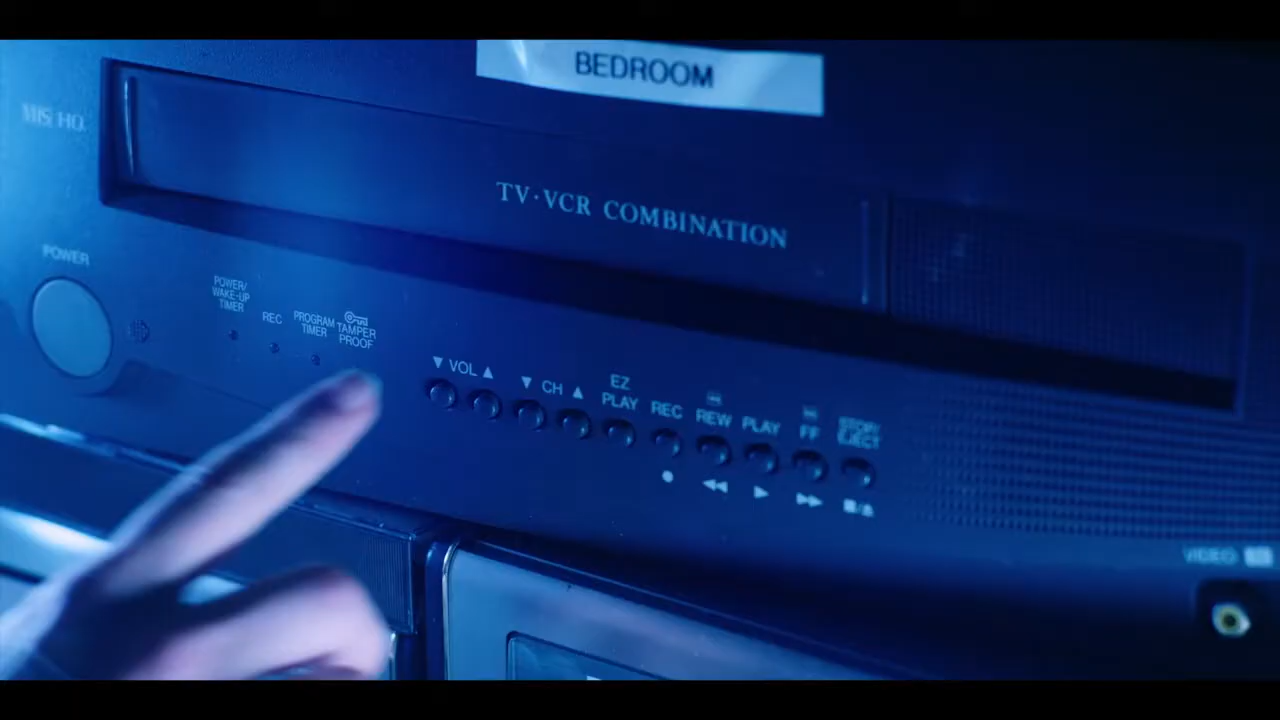 BEDROOM
VHS HQ
TV·VCR COMBINATION
POWER
POWER/
WAKE-UP
TIMER
REC
PROGRAM
TIMER
TAMPER
PROOF
▼ VOL ▲
▼ CH ▲
EZ
PLAY
REC
REW
PLAY
FF
STOP/
EJECT
VIDEO